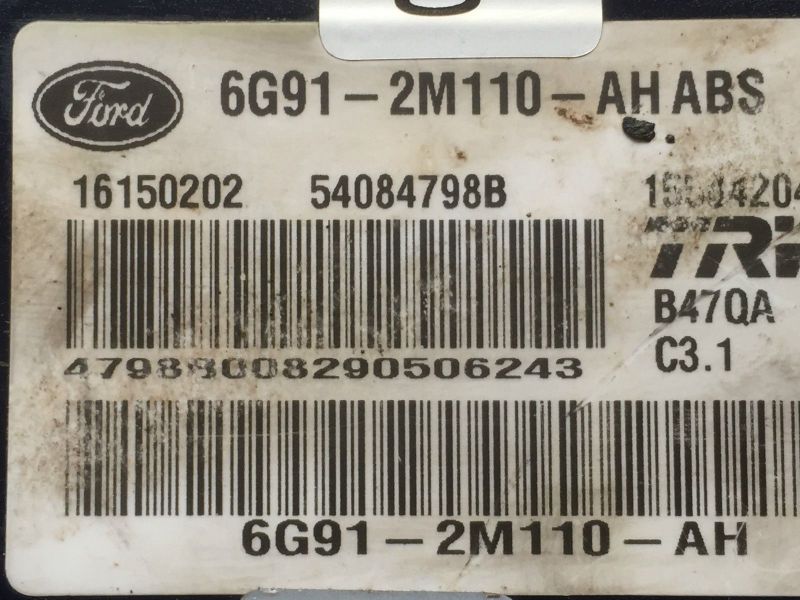 Ford 6G91-2M110-AH ABS
16150202 54084798B
B47QA
C3.1
6G91-2M110-AH